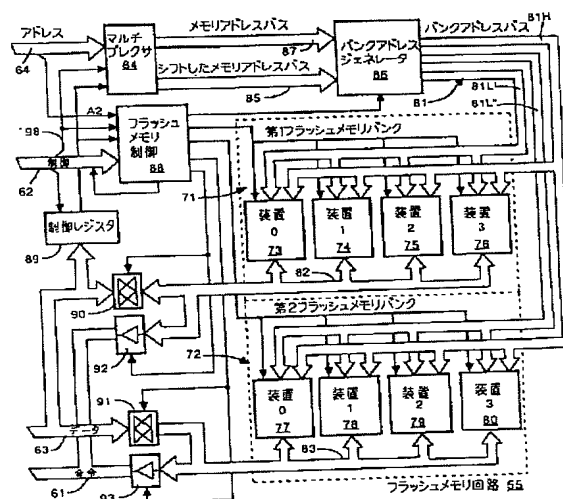 アドレス
64
マルチ
プレクサ
84
メモリアドレスバス
87
シフトしたメモリアドレスバス
85
バンクアドレス
ジェネレータ
86
バンクアドレスバス
81H
81
81L'
81L"
98
A2
制御
62
フラッシュ
メモリ
制御
88
制御レジスタ
89
第1フラッシュメモリバンク
71
装置
0
73
装置
1
74
装置
2
75
装置
3
76
82
90
92
第2フラッシュメモリバンク
72
装置
0
77
装置
1
78
装置
2
79
装置
3
80
83
91
データ
63
61
93
フラッシュメモリ回路